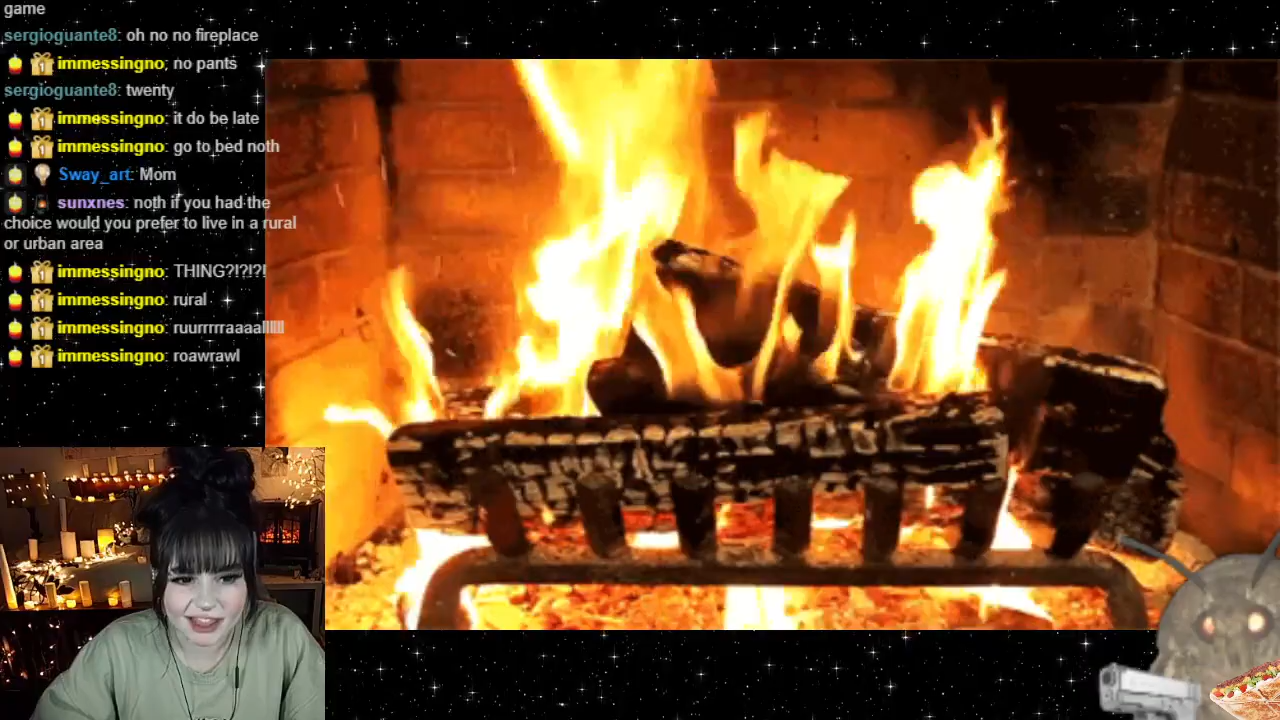 game
sergioguante8: oh no no fireplace
immessingno: no pants
sergioguante8: twenty
immessingno: it do be late
immessingno: go to bed noth
Sway_art: Mom
sunxnes: noth if you had the
choice would you prefer to live in a rural
or urban area
immessingno: THING?!?!?!
immessingno: rural
immessingno: ruurrrrraaaallllll
immessingno: roawrawl